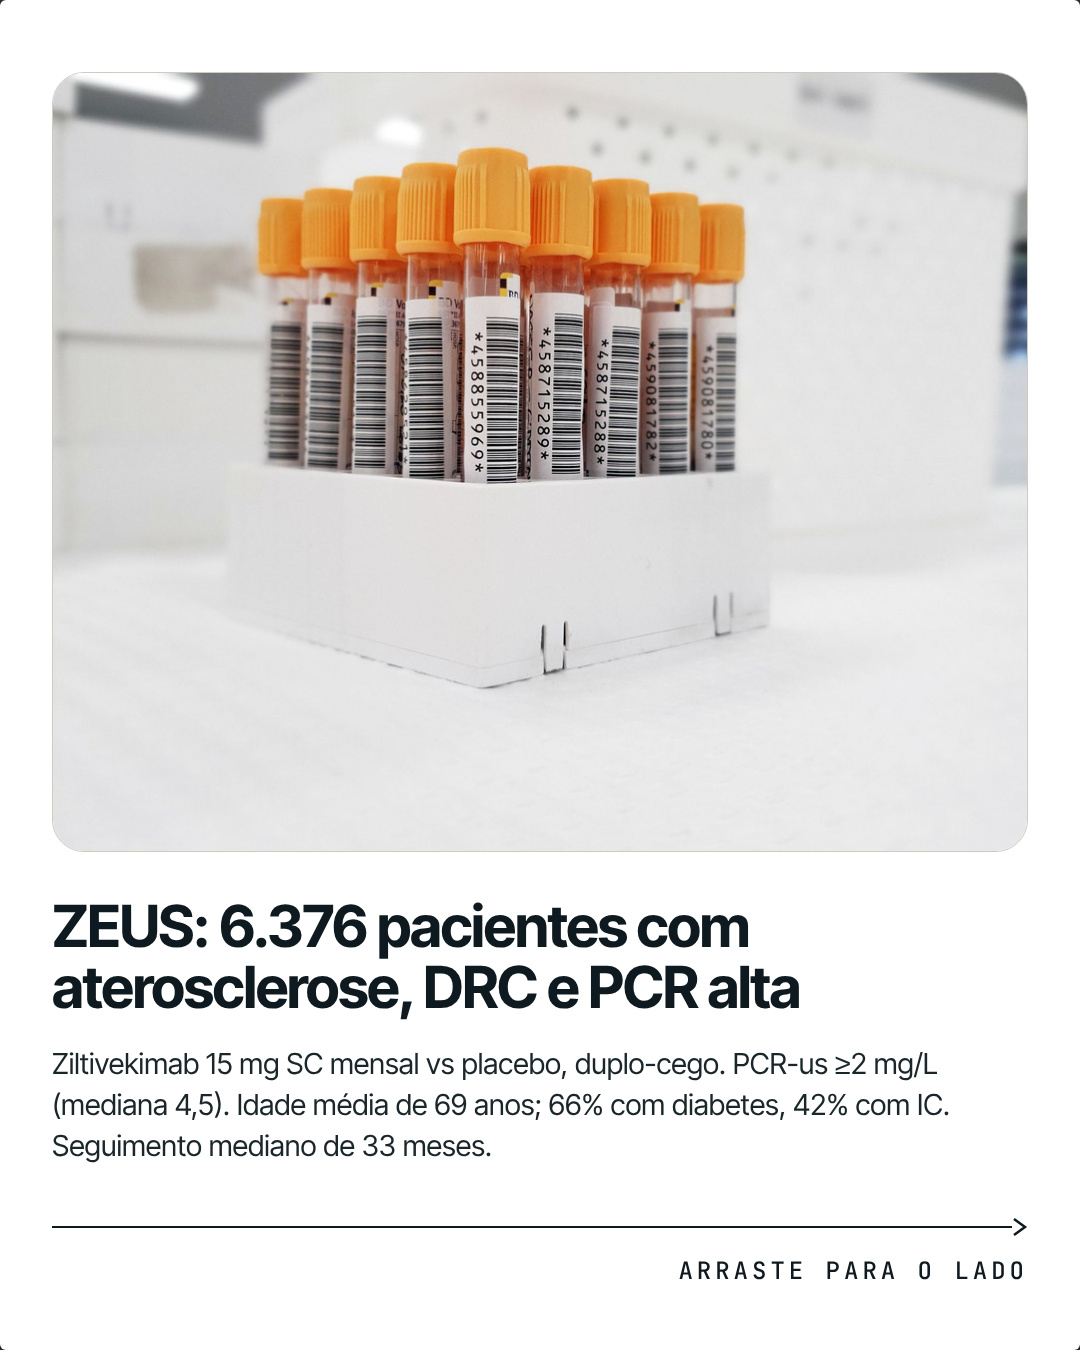 *458855969*
*458715289*
*458715288*
*459081782*
*459081780*
ZEUS: 6.376 pacientes com
aterosclerose, DRC e PCR alta
Ziltivekimab 15 mg SC mensal vs placebo, duplo-cego. PCR-us ≥2 mg/L
(mediana 4,5). Idade média de 69 anos; 66% com diabetes, 42% com IC.
Seguimento mediano de 33 meses.
ARRASTE PARA O LADO